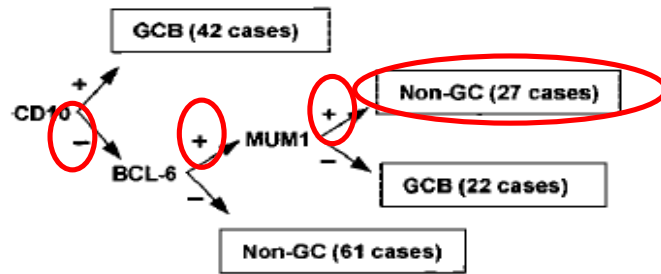 GCB (42 cases)
+
CD10
−
Non-GC (27 cases)
+
+
MUM1
BCL-6
−
−
GCB (22 cases)
Non-GC (61 cases)